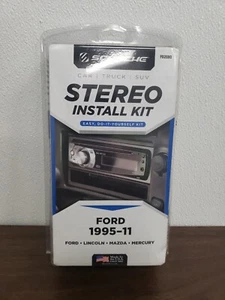 SCOSCHE
CAR | TRUCK | SUV
STEREO
INSTALL KIT
EASY, DO-IT-YOURSELF KIT
FORD
1995-11
FORD • LINCOLN • MAZDA • MERCURY